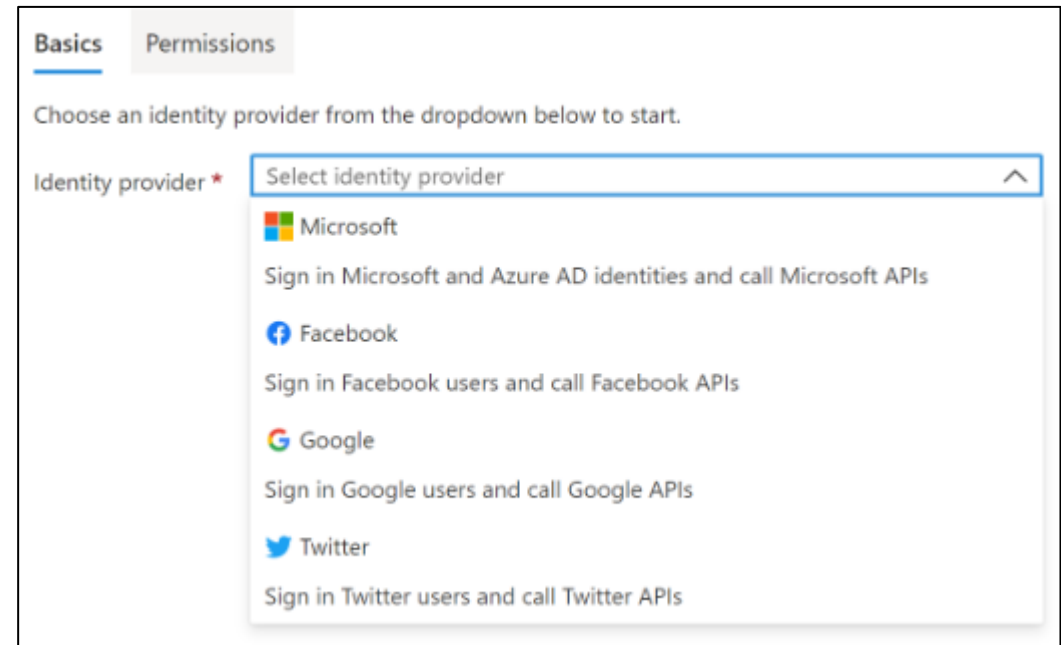 Basics Permissions
Choose an identity provider from the dropdown below to start.
Identity provider * Select identity provider
Microsoft
Sign in Microsoft and Azure AD identities and call Microsoft APIs
Facebook
Sign in Facebook users and call Facebook APIs
Google
Sign in Google users and call Google APIs
Twitter
Sign in Twitter users and call Twitter APIs